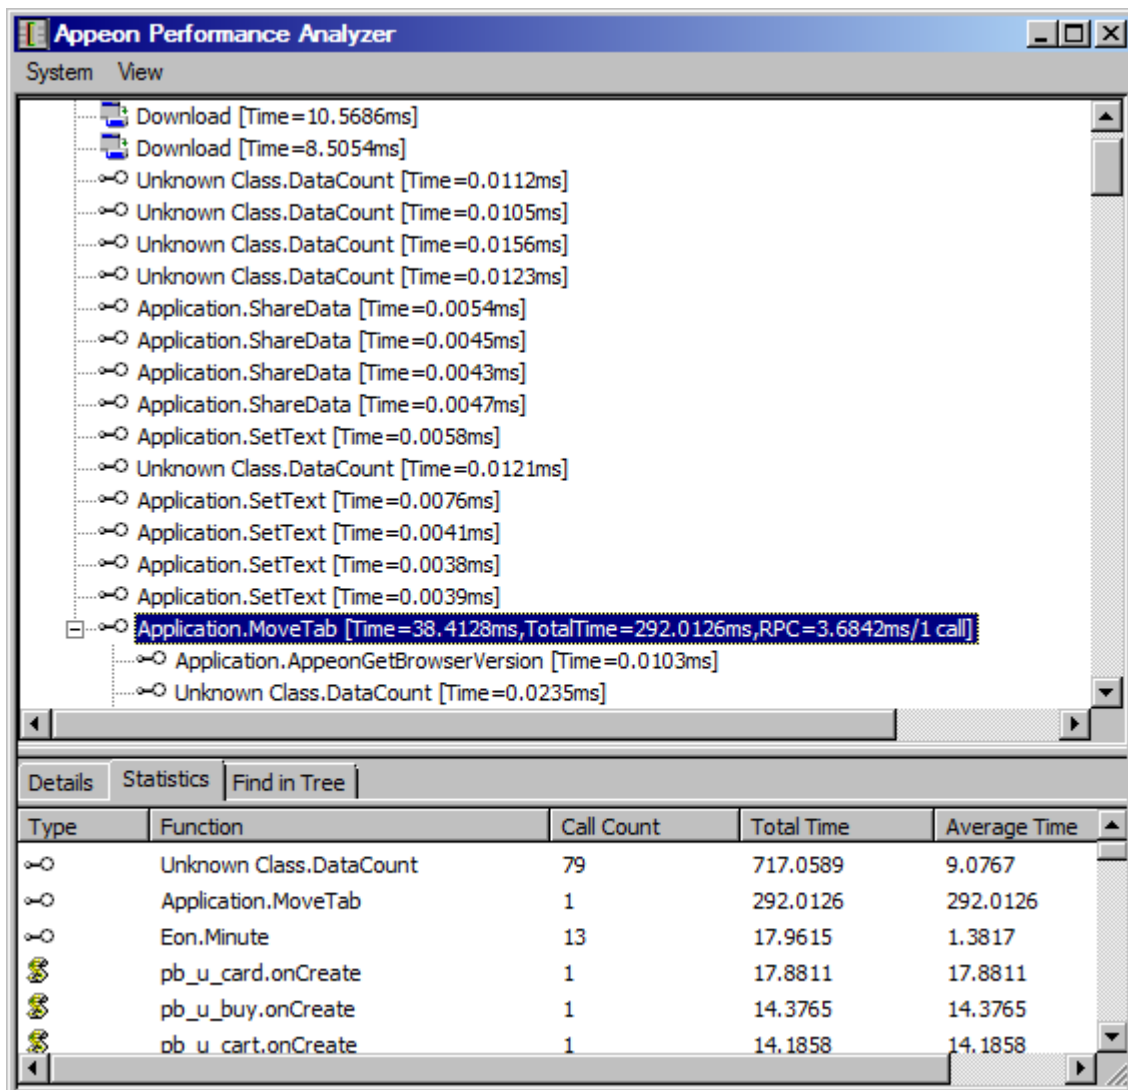 Appeon Performance Analyzer
System View
Download [Time=10.5686ms]
Download [Time=8.5054ms]
Unknown Class.DataCount [Time=0.0112ms]
Unknown Class.DataCount [Time=0.0105ms]
Unknown Class.DataCount [Time=0.0156ms]
Unknown Class.DataCount [Time=0.0123ms]
Application.ShareData [Time=0.0054ms]
Application.ShareData [Time=0.0045ms]
Application.ShareData [Time=0.0043ms]
Application.ShareData [Time=0.0047ms]
Application.SetText [Time=0.0058ms]
Unknown Class.DataCount [Time=0.0121ms]
Application.SetText [Time=0.0076ms]
Application.SetText [Time=0.0041ms]
Application.SetText [Time=0.0038ms]
Application.SetText [Time=0.0039ms]
Application.MoveTab [Time=38.4128ms,TotalTime=292.0126ms,RPC=3.6842ms/1 call]
Application.AppeonGetBrowserVersion [Time=0.0103ms]
Unknown Class.DataCount [Time=0.0235ms]
Details Statistics Find in Tree
Type Function Call Count Total Time Average Time
Unknown Class.DataCount 79 717.0589 9.0767
Application.MoveTab 1 292.0126 292.0126
Eon.Minute 13 17.9615 1.3817
pb_u_card.onCreate 1 17.8811 17.8811
pb_u_buy.onCreate 1 14.3765 14.3765
pb_u_cart.onCreate 1 14.1858 14.1858